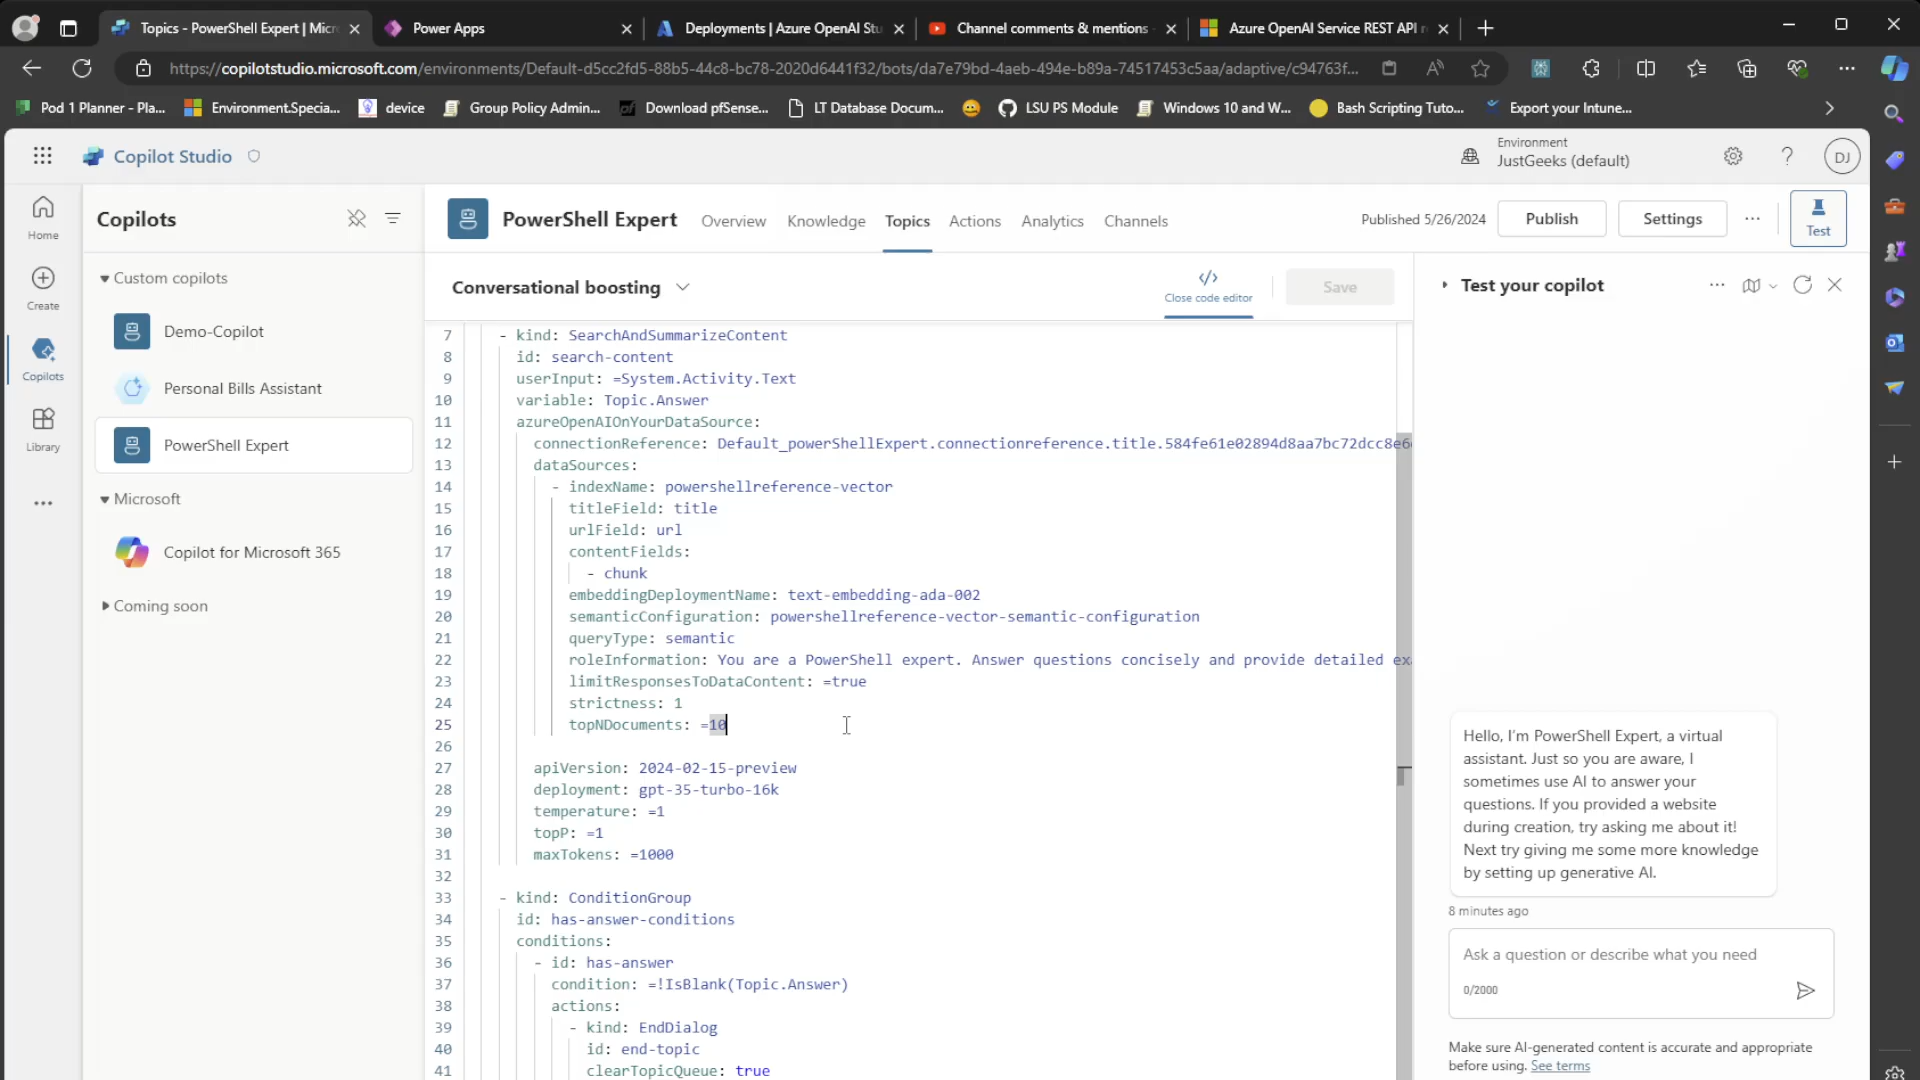 Topics - PowerShell Expert | Micr
Power Apps
Deployments | Azure OpenAI Stu
Channel comments & mentions
Azure OpenAI Service REST API r
https://copilotstudio.microsoft.com/environments/Default-d5cc2fd5-88b5-44c8-bc78-2020d6441f32/bots/da7e79bd-4aeb-494e-b89a-74517453c5aa/adaptive/c94763f...
Pod 1 Planner - Pla...
Environment.Specia...
device
Group Policy Admin...
Download pfSense...
LT Database Docum...
LSU PS Module
Windows 10 and W...
Bash Scripting Tuto...
Export your Intune...
Copilot Studio
Environment
JustGeeks (default)
DJ
Home
Create
Copilots
Library
Copilots
Custom copilots
Demo-Copilot
Personal Bills Assistant
PowerShell Expert
Microsoft
Copilot for Microsoft 365
Coming soon
PowerShell Expert
Overview
Knowledge
Topics
Actions
Analytics
Channels
Published 5/26/2024
Publish
Settings
Test
Conversational boosting
Close code editor
Save
7 - kind: SearchAndSummarizeContent
8 id: search-content
9 userInput: =System.Activity.Text
10 variable: Topic.Answer
11 azureOpenAIOnYourDataSource:
12 connectionReference: Default_powerShellExpert.connectionreference.title.584fe61e02894d8aa7bc72dcc8e6
13 dataSources:
14 - indexName: powershellreference-vector
15 titleField: title
16 urlField: url
17 contentFields:
18 - chunk
19 embeddingDeploymentName: text-embedding-ada-002
20 semanticConfiguration: powershellreference-vector-semantic-configuration
21 queryType: semantic
22 roleInformation: You are a PowerShell expert. Answer questions concisely and provide detailed ex
23 limitResponsesToDataContent: =true
24 strictness: 1
25 topNDocuments: =10
26
27 apiVersion: 2024-02-15-preview
28 deployment: gpt-35-turbo-16k
29 temperature: =1
30 topP: =1
31 maxTokens: =1000
32
33 - kind: ConditionGroup
34 id: has-answer-conditions
35 conditions:
36 - id: has-answer
37 condition: =!IsBlank(Topic.Answer)
38 actions:
39 - kind: EndDialog
40 id: end-topic
41 clearTopicQueue: true
Test your copilot
Hello, I'm PowerShell Expert, a virtual
assistant. Just so you are aware, I
sometimes use AI to answer your
questions. If you provided a website
during creation, try asking me about it!
Next try giving me some more knowledge
by setting up generative AI.
8 minutes ago
Ask a question or describe what you need
0/2000
Make sure AI-generated content is accurate and appropriate
before using. See terms